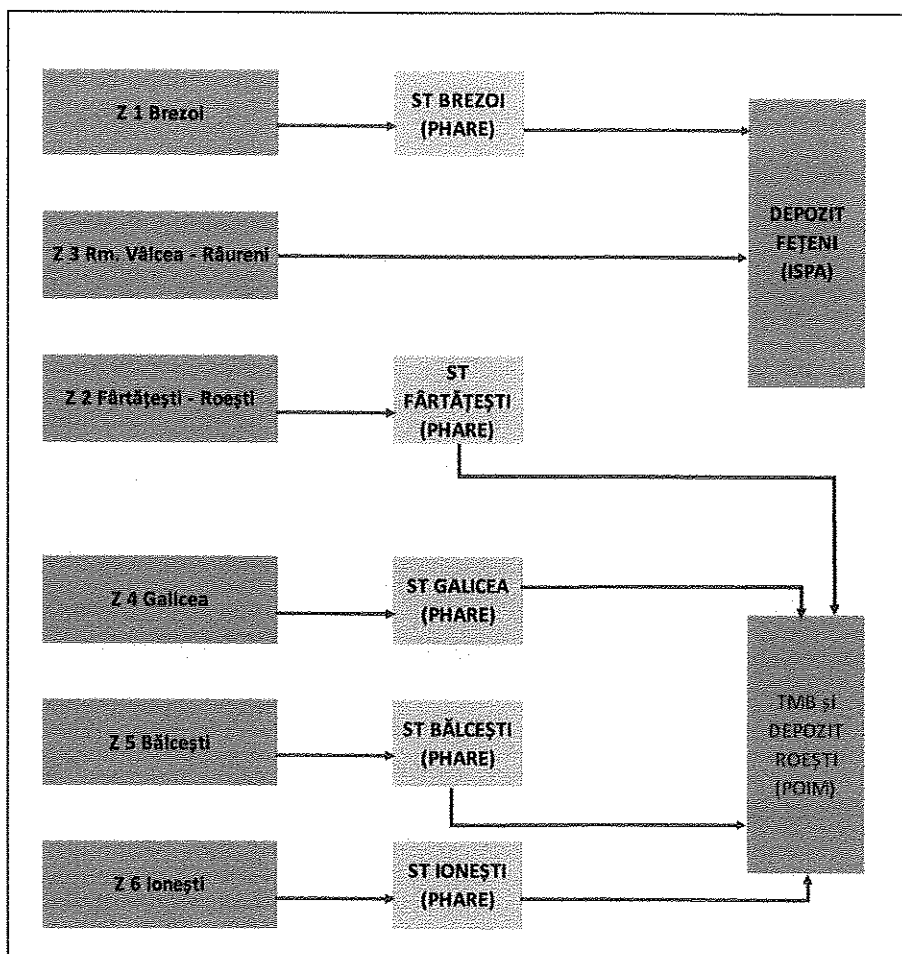 Z 1 Brezoi
ST BREZOI
(PHARE)
DEPOZIT
FEȚENI
(ISPA)
Z 3 Rm. Vâlcea - Râureni
Z 2 Fârtățești - Roești
ST
FÂRTĂȚEȘTI
(PHARE)
Z 4 Galicea
ST GALICEA
(PHARE)
TMB și
DEPOZIT
ROEȘTI
(POIM)
Z 5 Bălcești
ST BĂLCEȘTI
(PHARE)
Z 6 Ionești
ST IONEȘTI
(PHARE)